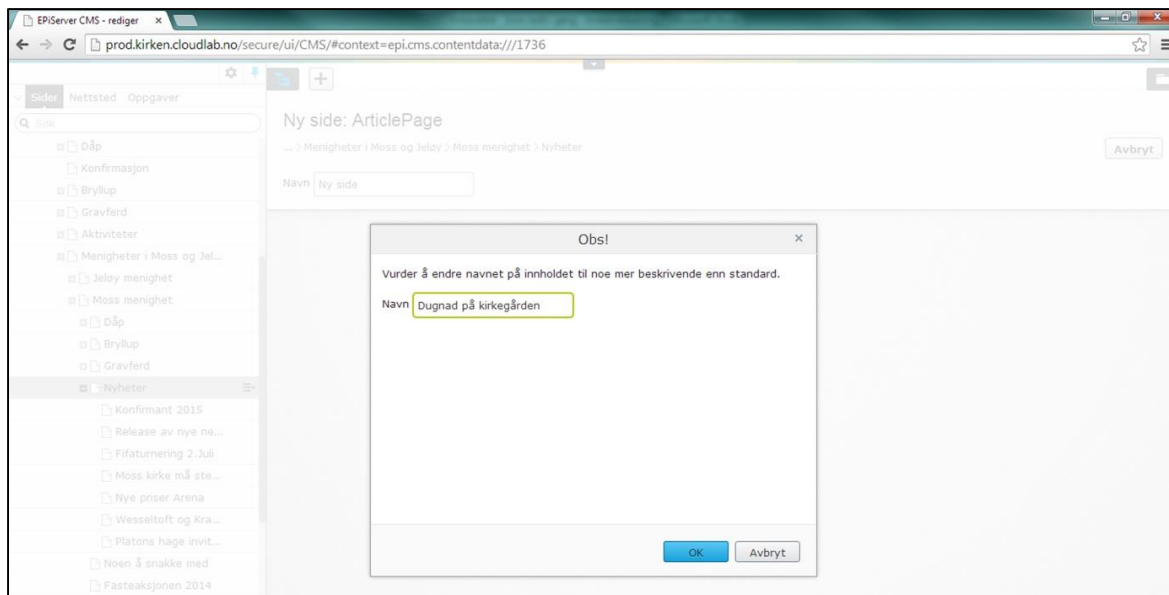 EPiServer CMS - rediger
prod.kirken.cloudlab.no/secure/ui/CMS/#context=epi.cms.contentdata:///1736
Sider Nettsted Oppgaver
Søk
Dåp
Konfirmasjon
Bryllup
Gravferd
Aktiviteter
Menigheter i Moss og Jel...
Jeløy menighet
Moss menighet
Dåp
Bryllup
Gravferd
Nyheter
Konfirmant 2015
Release av nye ne...
Fifaturnering 2.Juli
Moss kirke må ste...
Nye priser Arena
Wesseltoft og Kra...
Platons hage invit...
Noen å snakke med
Fasteaksjonen 2014
Ny side: ArticlePage
... > Menigheter i Moss og Jeløy > Moss menighet > Nyheter
Avbryt
Navn Ny side
Obs!
Vurder å endre navnet på innholdet til noe mer beskrivende enn standard.
Navn Dugnad på kirkegården
OK Avbryt